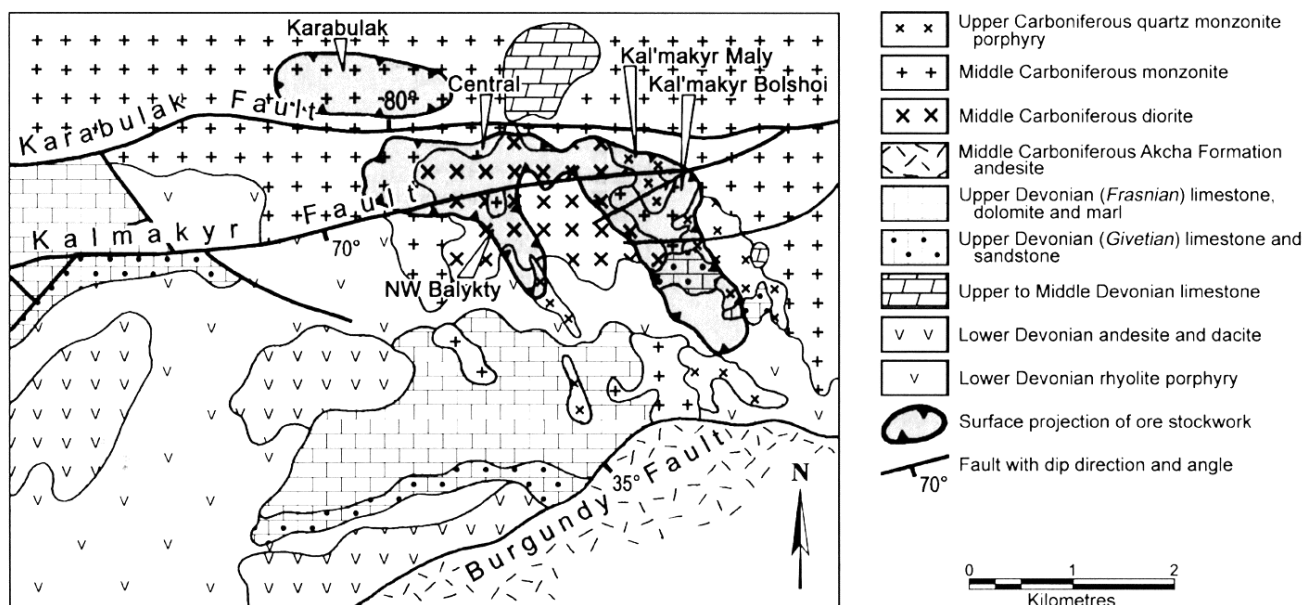 Karabulak
Central
Kal'makyr Maly
Kal'makyr Bolshoi
80°
Karabulak Fault
Kalmakyr Fault
70°
NW Balykty
35°
Burgundy Fault
N
Upper Carboniferous quartz monzonite
porphyry
Middle Carboniferous monzonite
Middle Carboniferous diorite
Middle Carboniferous Akcha Formation
andesite
Upper Devonian (Frasnian) limestone,
dolomite and marl
Upper Devonian (Givetian) limestone and
sandstone
Upper to Middle Devonian limestone
Lower Devonian andesite and dacite
Lower Devonian rhyolite porphyry
Surface projection of ore stockwork
Fault with dip direction and angle
70°
0 1 2
Kilometres